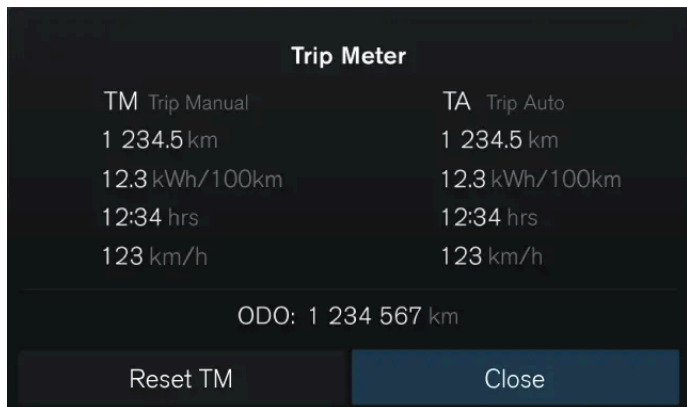 Trip Meter
TM Trip Manual
1 234.5 km
12.3 kWh/100km
12:34 hrs
123 km/h
TA Trip Auto
1 234.5 km
12.3 kWh/100km
12:34 hrs
123 km/h
ODO: 1 234 567 km
Reset TM
Close